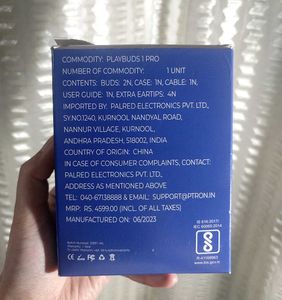 COMMODITY: PLAYBUDS 1 PRO
NUMBER OF COMMODITY: 1 UNIT
CONTENTS: BUDS: 2N, CASE: 1N, CABLE: 1N,
USER GUIDE: 1N, EXTRA EARTIPS: 4N
IMPORTED BY: PALRED ELECTRONICS PVT. LTD.,
SY.NO.1240, KURNOOL NANDYAL ROAD,
NANNUR VILLAGE, KURNOOL,
ANDHRA PRADESH, 518002, INDIA
COUNTRY OF ORIGIN: CHINA
IN CASE OF CONSUMER COMPLAINTS, CONTACT:
PALRED ELECTRONICS PVT. LTD.
ADDRESS AS MENTIONED ABOVE
TEL: 040-67138888 & EMAIL: SUPPORT@PTRON.IN
MRP: RS. 4599.00 (INCL. OF ALL TAXES)
MANUFACTURED ON: 06/2023
IEC 60065:2014
www.bis.gov.in